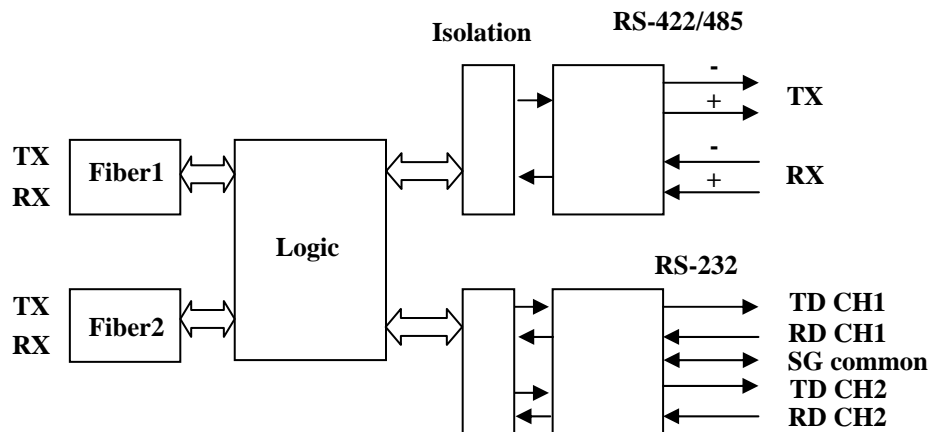 Isolation
RS-422/485
-
+
TX
-
+
RX
TX
RX
Fiber1
Logic
TX
RX
Fiber2
RS-232
TD CH1
RD CH1
SG common
TD CH2
RD CH2